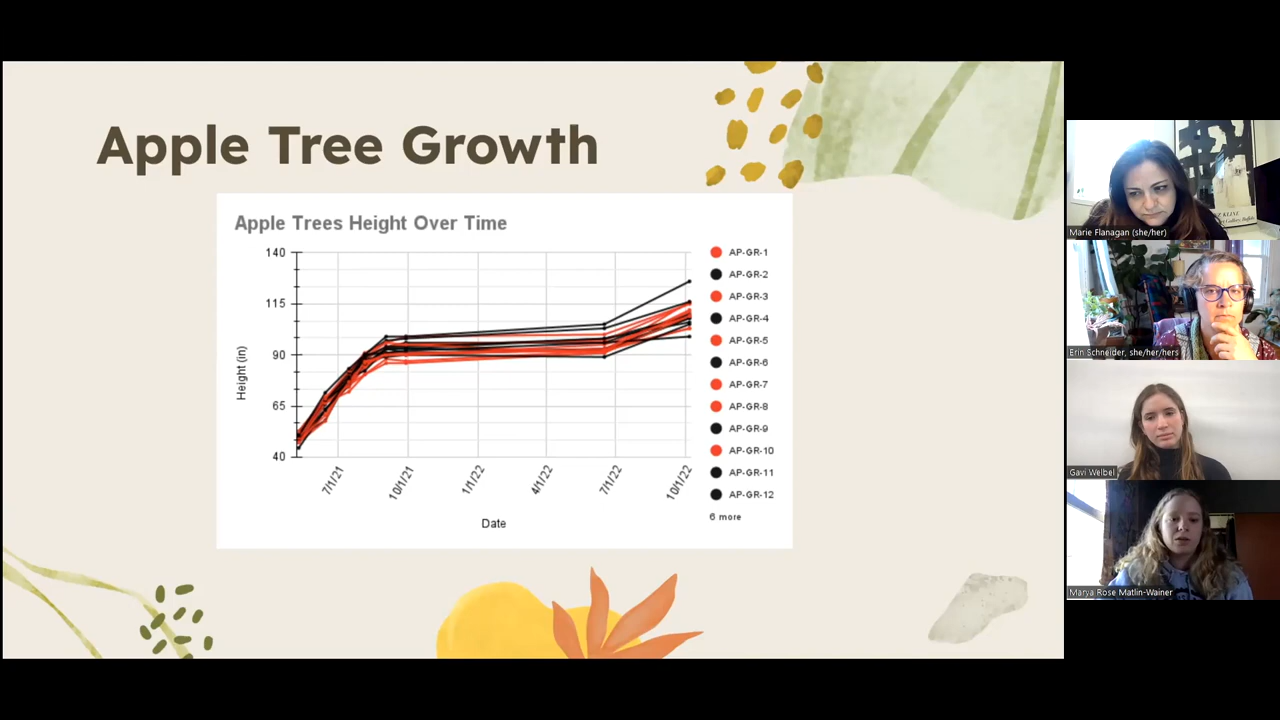 Apple Tree Growth
Apple Trees Height Over Time
140
115
90
65
40
Height (in)
7/1/21
10/1/21
1/1/22
4/1/22
7/1/22
10/1/22
Date
AP-GR-1
AP-GR-2
AP-GR-3
AP-GR-4
AP-GR-5
AP-GR-6
AP-GR-7
AP-GR-8
AP-GR-9
AP-GR-10
AP-GR-11
AP-GR-12
6 more
Marie Flanagan (she/her)
Erin Schneider, she/her/hers
Gavi Welbel
Marya Rose Matlin-Wainer